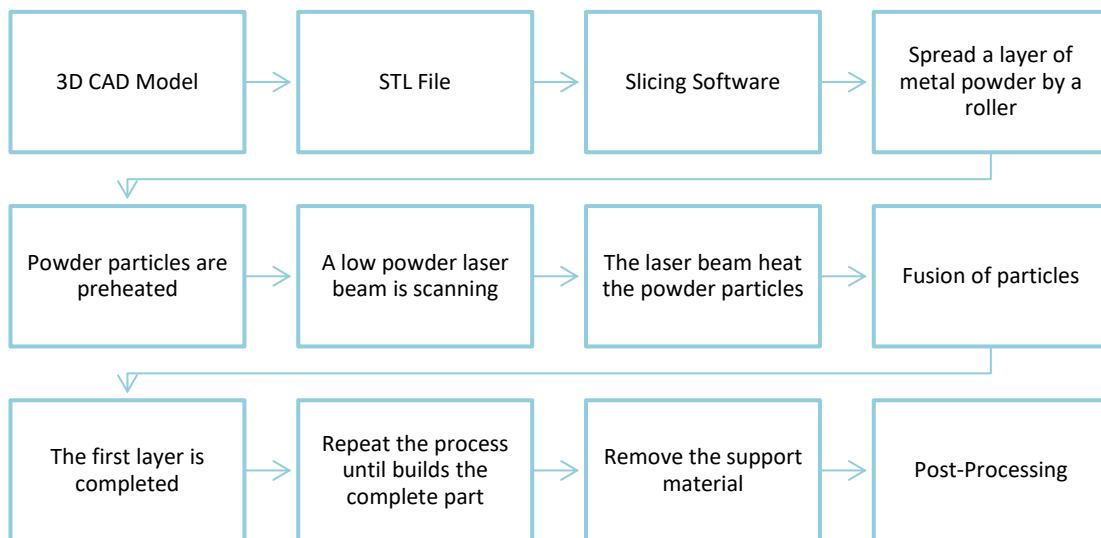 3D CAD Model
STL File
Slicing Software
Spread a layer of
metal powder by a
roller
Powder particles are
preheated
A low powder laser
beam is scanning
The laser beam heat
the powder particles
Fusion of particles
The first layer is
completed
Repeat the process
until builds the
complete part
Remove the support
material
Post-Processing